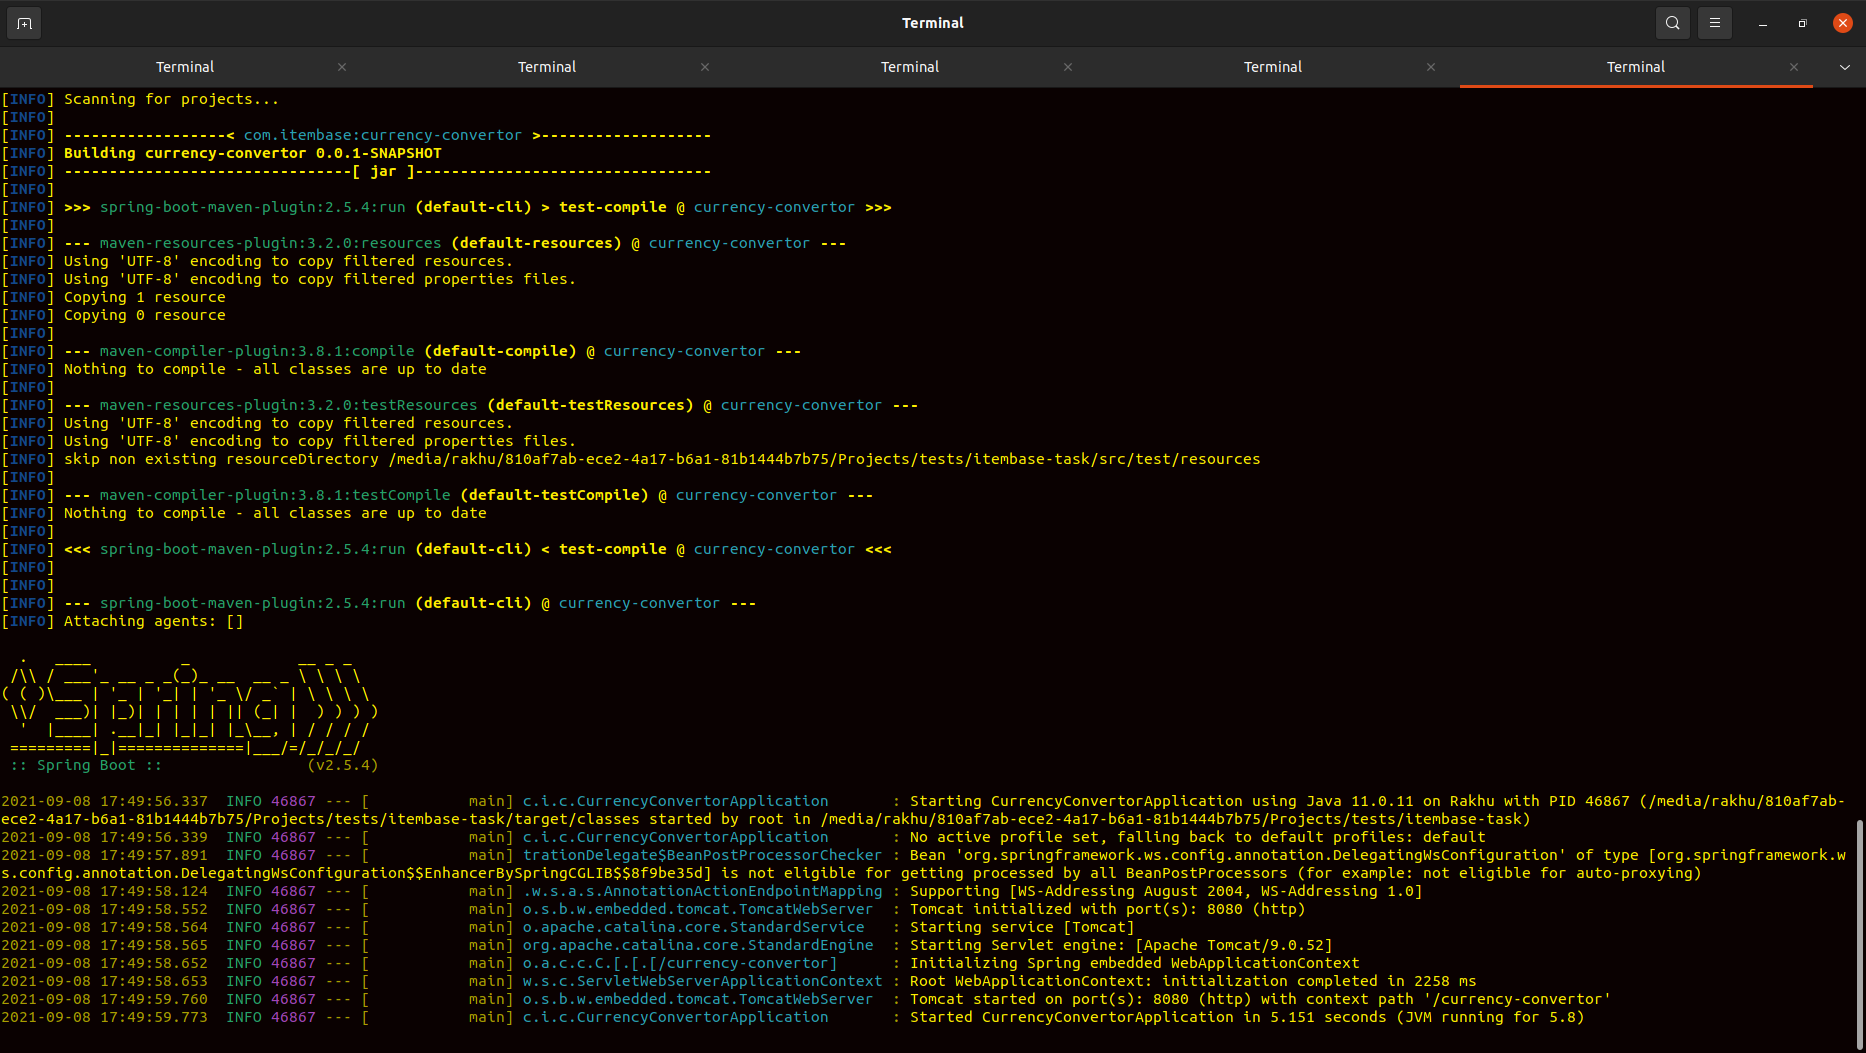 Terminal
Terminal Terminal Terminal Terminal Terminal
[INFO] Scanning for projects...
[INFO]
[INFO] ------------------< com.itembase:currency-convertor >-------------------
[INFO] Building currency-convertor 0.0.1-SNAPSHOT
[INFO] --------------------------------[ jar ]---------------------------------
[INFO]
[INFO] >>> spring-boot-maven-plugin:2.5.4:run (default-cli) > test-compile @ currency-convertor >>>
[INFO]
[INFO] --- maven-resources-plugin:3.2.0:resources (default-resources) @ currency-convertor ---
[INFO] Using 'UTF-8' encoding to copy filtered resources.
[INFO] Using 'UTF-8' encoding to copy filtered properties files.
[INFO] Copying 1 resource
[INFO] Copying 0 resource
[INFO]
[INFO] --- maven-compiler-plugin:3.8.1:compile (default-compile) @ currency-convertor ---
[INFO] Nothing to compile - all classes are up to date
[INFO]
[INFO] --- maven-resources-plugin:3.2.0:testResources (default-testResources) @ currency-convertor ---
[INFO] Using 'UTF-8' encoding to copy filtered resources.
[INFO] Using 'UTF-8' encoding to copy filtered properties files.
[INFO] skip non existing resourceDirectory /media/rakhu/810af7ab-ece2-4a17-b6a1-81b1444b7b75/Projects/tests/itembase-task/src/test/resources
[INFO]
[INFO] --- maven-compiler-plugin:3.8.1:testCompile (default-testCompile) @ currency-convertor ---
[INFO] Nothing to compile - all classes are up to date
[INFO]
[INFO] <<< spring-boot-maven-plugin:2.5.4:run (default-cli) < test-compile @ currency-convertor <<<
[INFO]
[INFO]
[INFO] --- spring-boot-maven-plugin:2.5.4:run (default-cli) @ currency-convertor ---
[INFO] Attaching agents: []
  .   ____          _            __ _ _
 /\\ / ___'_ __ _ _(_)_ __  __ _ \ \ \ \
( ( )\___ | '_ | '_| | '_ \/ _` | \ \ \ \
 \\/  ___)| |_)| | | | | || (_| |  ) ) ) )
  '  |____| .__|_| |_|_| |_\__, | / / / /
 =========|_|==============|___/=/_/_/_/
 :: Spring Boot ::                (v2.5.4)
2021-09-08 17:49:56.337  INFO 46867 --- [           main] c.i.c.CurrencyConvertorApplication       : Starting CurrencyConvertorApplication using Java 11.0.11 on Rakhu with PID 46867 (/media/rakhu/810af7ab-
ece2-4a17-b6a1-81b1444b7b75/Projects/tests/itembase-task/target/classes started by root in /media/rakhu/810af7ab-ece2-4a17-b6a1-81b1444b7b75/Projects/tests/itembase-task)
2021-09-08 17:49:56.339  INFO 46867 --- [           main] c.i.c.CurrencyConvertorApplication       : No active profile set, falling back to default profiles: default
2021-09-08 17:49:57.891  INFO 46867 --- [           main] trationDelegate$BeanPostProcessorChecker : Bean 'org.springframework.ws.config.annotation.DelegatingWsConfiguration' of type [org.springframework.w
s.config.annotation.DelegatingWsConfiguration$$EnhancerBySpringCGLIB$$8f9be35d] is not eligible for getting processed by all BeanPostProcessors (for example: not eligible for auto-proxying)
2021-09-08 17:49:58.124  INFO 46867 --- [           main] .w.s.a.s.AnnotationActionEndpointMapping : Supporting [WS-Addressing August 2004, WS-Addressing 1.0]
2021-09-08 17:49:58.552  INFO 46867 --- [           main] o.s.b.w.embedded.tomcat.TomcatWebServer  : Tomcat initialized with port(s): 8080 (http)
2021-09-08 17:49:58.564  INFO 46867 --- [           main] o.apache.catalina.core.StandardService   : Starting service [Tomcat]
2021-09-08 17:49:58.565  INFO 46867 --- [           main] org.apache.catalina.core.StandardEngine  : Starting Servlet engine: [Apache Tomcat/9.0.52]
2021-09-08 17:49:58.652  INFO 46867 --- [           main] o.a.c.c.C.[.[.[/currency-convertor]      : Initializing Spring embedded WebApplicationContext
2021-09-08 17:49:58.653  INFO 46867 --- [           main] w.s.c.ServletWebServerApplicationContext : Root WebApplicationContext: initialization completed in 2258 ms
2021-09-08 17:49:59.760  INFO 46867 --- [           main] o.s.b.w.embedded.tomcat.TomcatWebServer  : Tomcat started on port(s): 8080 (http) with context path '/currency-convertor'
2021-09-08 17:49:59.773  INFO 46867 --- [           main] c.i.c.CurrencyConvertorApplication       : Started CurrencyConvertorApplication in 5.151 seconds (JVM running for 5.8)